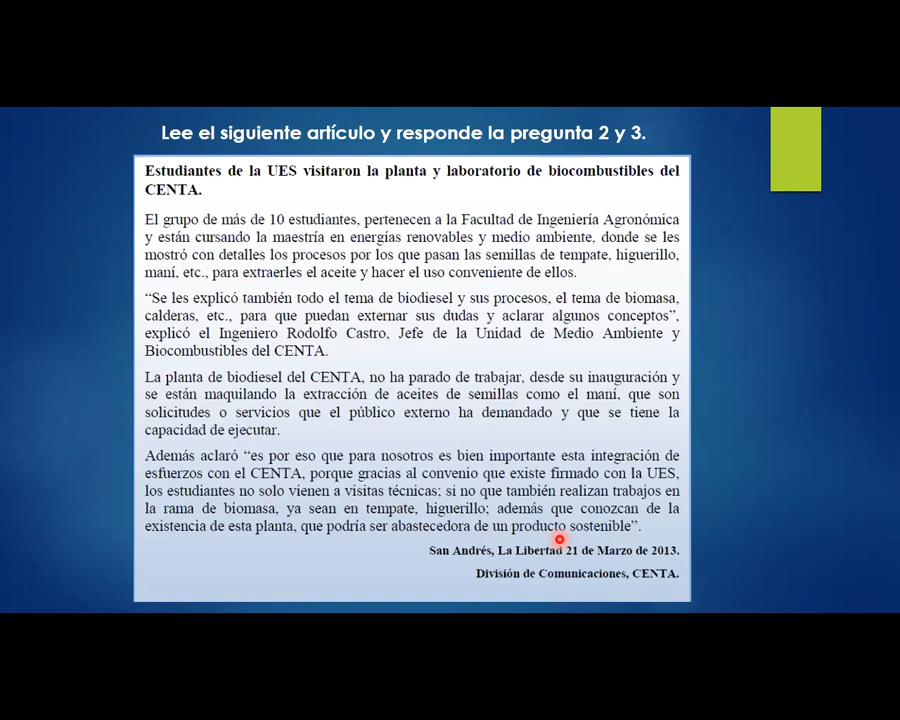 Lee el siguiente artículo y responde la pregunta 2 y 3.
Estudiantes de la UES visitaron la planta y laboratorio de biocombustibles del
CENTA.
El grupo de más de 10 estudiantes, pertenecen a la Facultad de Ingeniería Agronómica
y están cursando la maestría en energías renovables y medio ambiente, donde se les
mostró con detalles los procesos por los que pasan las semillas de tempate, higuerillo,
maní, etc., para extraerles el aceite y hacer el uso conveniente de ellos.
“Se les explicó también todo el tema de biodiesel y sus procesos, el tema de biomasa,
calderas, etc., para que puedan externar sus dudas y aclarar algunos conceptos”,
explicó el Ingeniero Rodolfo Castro, Jefe de la Unidad de Medio Ambiente y
Biocombustibles del CENTA.
La planta de biodiesel del CENTA, no ha parado de trabajar, desde su inauguración y
se están maquilando la extracción de aceites de semillas como el maní, que son
solicitudes o servicios que el público externo ha demandado y que se tiene la
capacidad de ejecutar.
Además aclaró “es por eso que para nosotros es bien importante esta integración de
esfuerzos con el CENTA, porque gracias al convenio que existe firmado con la UES,
los estudiantes no solo vienen a visitas técnicas; si no que también realizan trabajos en
la rama de biomasa, ya sean en tempate, higuerillo; además que conozcan de la
existencia de esta planta, que podría ser abastecedora de un producto sostenible”.
San Andrés, La Libertad 21 de Marzo de 2013.
División de Comunicaciones, CENTA.